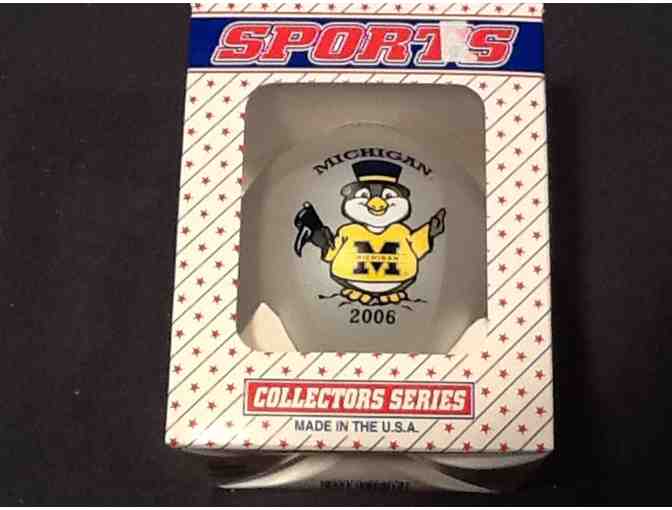 SPORTS
MICHIGAN
M
MICHIGAN
2006
COLLECTORS SERIES
MADE IN THE U.S.A.